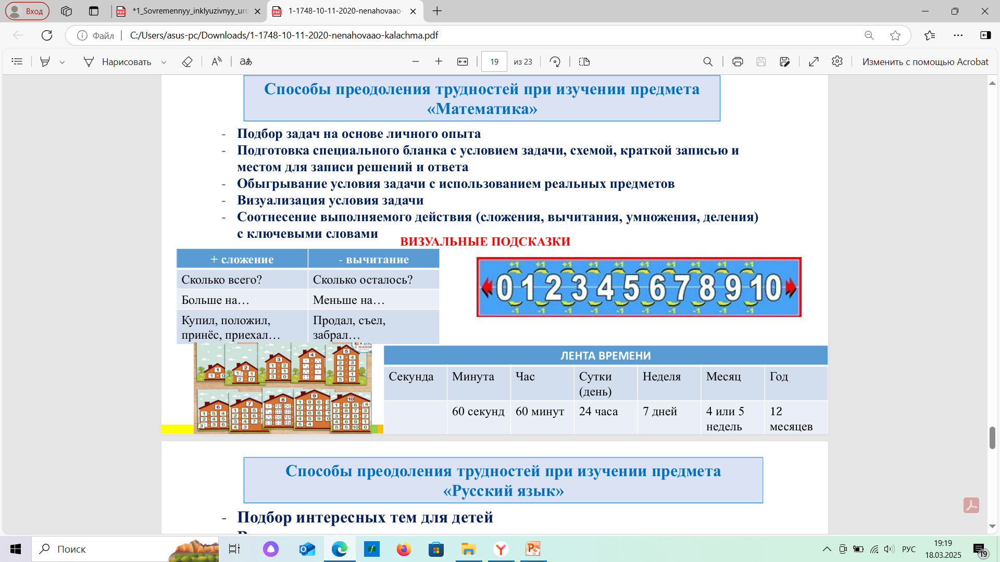 Вход
*1_Sovremennyy_inklyuzivnyy_uro
1-1748-10-11-2020-nenahovaao-
Файл
C:/Users/asus-pc/Downloads/1-1748-10-11-2020-nenahovaao-kalachma.pdf
Нарисовать
19
из 23
Изменить с помощью Acrobat
Способы преодоления трудностей при изучении предмета
«Математика»
- Подбор задач на основе личного опыта
- Подготовка специального бланка с условием задачи, схемой, краткой записью и
местом для записи решений и ответа
- Обыгрывание условия задачи с использованием реальных предметов
- Визуализация условия задачи
- Соотнесение выполняемого действия (сложения, вычитания, умножения, деления)
с ключевыми словами
ВИЗУАЛЬНЫЕ ПОДСКАЗКИ
+ сложение - вычитание
Сколько всего? Сколько осталось?
Больше на… Меньше на…
Купил, положил, Продал, съел,
принёс, приехал… забрал…
+1 +1 +1 +1 +1 +1 +1 +1 +1 +1
0 1 2 3 4 5 6 7 8 9 10
-1 -1 -1 -1 -1 -1 -1 -1 -1 -1
С МАМОЙ
ЛЕНТА ВРЕМЕНИ
Секунда Минута Час Сутки Неделя Месяц Год
(день)
60 секунд 60 минут 24 часа 7 дней 4 или 5 12
недель месяцев
Способы преодоления трудностей при изучении предмета
«Русский язык»
- Подбор интересных тем для детей
Поиск
РУС
19:19
18.03.2025
19